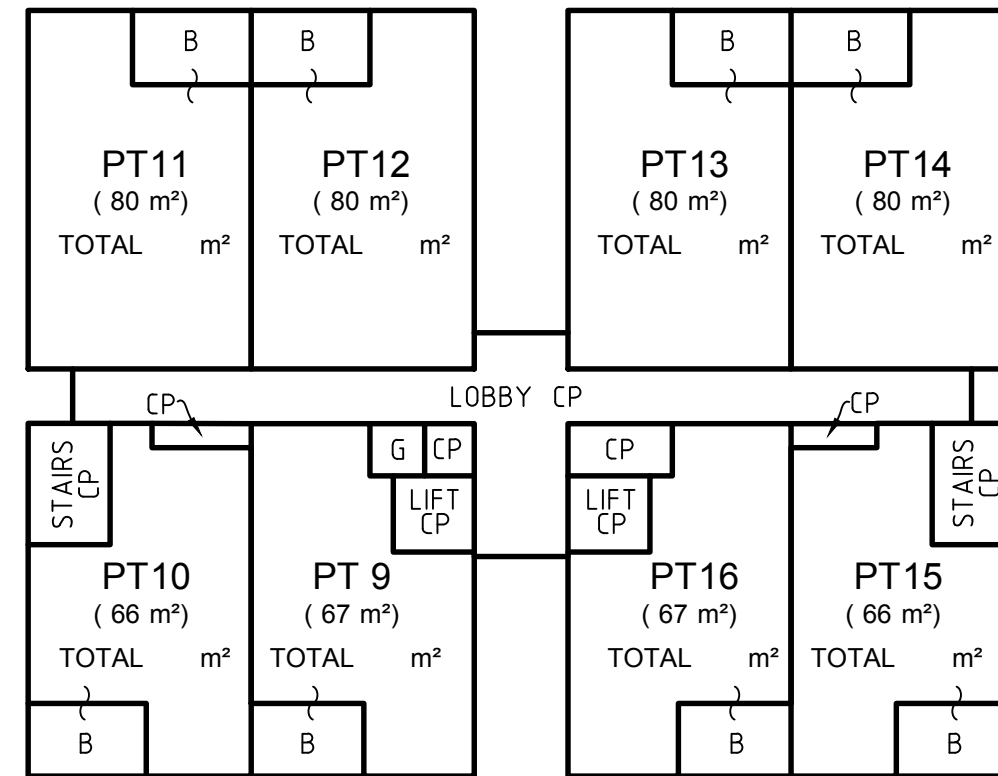 B
B
B
B
PT11
( 80 m²)
TOTAL m²
PT12
( 80 m²)
TOTAL m²
PT13
( 80 m²)
TOTAL m²
PT14
( 80 m²)
TOTAL m²
CP
LOBBY CP
CP
STAIRS
CP
G
CP
LIFT
CP
CP
LIFT
CP
STAIRS
CP
PT10
( 66 m²)
TOTAL m²
PT 9
( 67 m²)
TOTAL m²
PT16
( 67 m²)
TOTAL m²
PT15
( 66 m²)
TOTAL m²
B
B
B
B